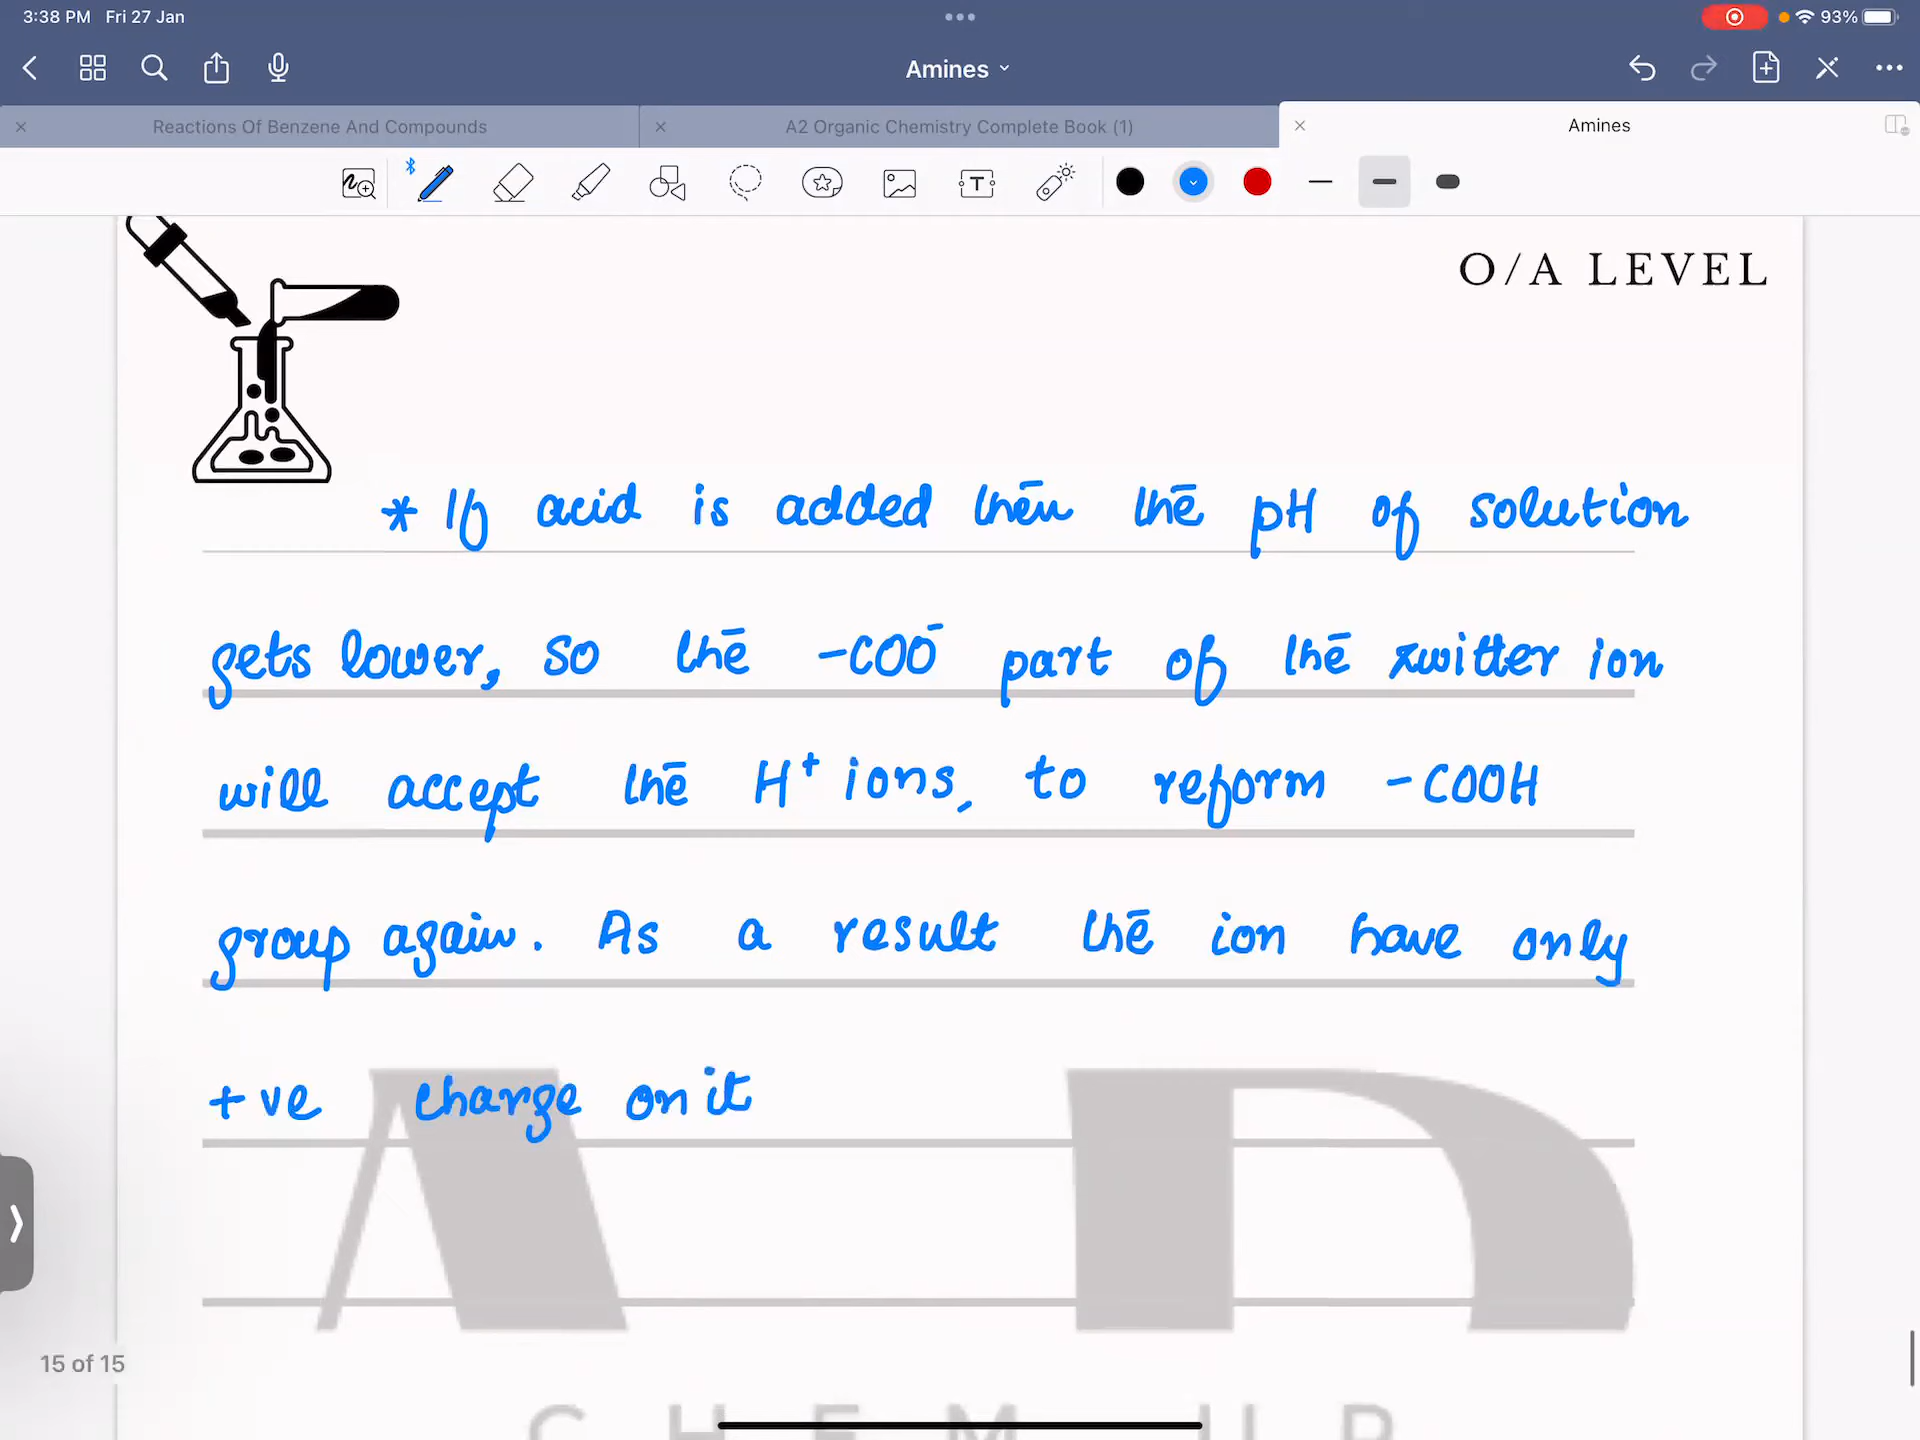 3:38 PM Fri 27 Jan
93%
Amines
Reactions Of Benzene And Compounds
A2 Organic Chemistry Complete Book (1)
Amines
T
O/A LEVEL
* If acid is added then the pH of solution
gets lower, so the -COO⁻ part of the zwitter ion
will accept the H⁺ ions, to reform -COOH
group again. As a result the ion have only
+ve charge on it
15 of 15
CHEM UP